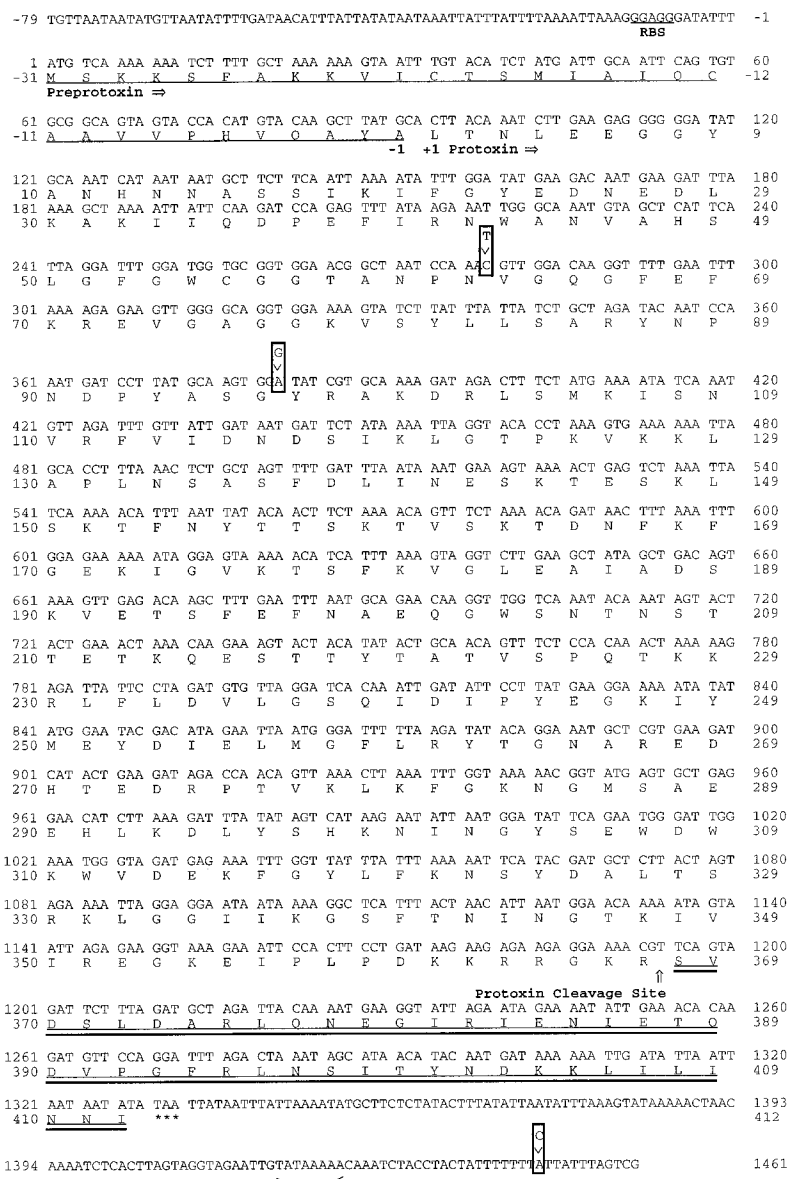 -79 TGTTAATAATATGTTAATATTTTGATAACATTTATTATATAATAAATTATTTATTTTAAAATTAAAGGGAGGGATATTT -1
RBS
1 ATG TCA AAA AAA TCT TTT GCT AAA AAA GTA ATT TGT ACA TCT ATG ATT GCA ATT CAG TGT 60
-31 M S K K S F A K K V I C T S M I A I Q C -12
Preprotoxin ⇒
61 GCG GCA GTA GTA CCA CAT GTA CAA GCT TAT GCA CTT ACA AAT CTT GAA GAG GGG GGA TAT 120
-11 A A V V P H V Q A Y A L T N L E E G G Y 9
-1 +1 Protoxin ⇒
121 GCA AAT CAT AAT AAT GCT TCT TCA ATT AAA ATA TTT GGA TAT GAA GAC AAT GAA GAT TTA 180
10 A N H N N A S S I K I F G Y E D N E D L 29
181 AAA GCT AAA ATT ATT CAA GAT CCA GAG TTT ATA AGA AAT TGG GCA AAT GTA GCT CAT TCA 240
30 K A K I I Q D P E F I R N W A N V A H S 49
T
v
241 TTA GGA TTT GGA TGG TGC GGT GGA ACG GCT AAT CCA AAC GTT GGA CAA GGT TTT GAA TTT 300
50 L G F G W C G G T A N P N V G Q G F E F 69
301 AAA AGA GAA GTT GGG GCA GGT GGA AAA GTA TCT TAT TTA TTA TCT GCT AGA TAC AAT CCA 360
70 K R E V G A G G K V S Y L L S A R Y N P 89
G
v
361 AAT GAT CCT TAT GCA AGT GGA TAT CGT GCA AAA GAT AGA CTT TCT ATG AAA ATA TCA AAT 420
90 N D P Y A S G Y R A K D R L S M K I S N 109
421 GTT AGA TTT GTT ATT GAT AAT GAT TCT ATA AAA TTA GGT ACA CCT AAA GTG AAA AAA TTA 480
110 V R F V I D N D S I K L G T P K V K K L 129
481 GCA CCT TTA AAC TCT GCT AGT TTT GAT TTA ATA AAT GAA AGT AAA ACT GAG TCT AAA TTA 540
130 A P L N S A S F D L I N E S K T E S K L 149
541 TCA AAA ACA TTT AAT TAT ACA ACT TCT AAA ACA GTT TCT AAA ACA GAT AAC TTT AAA TTT 600
150 S K T F N Y T T S K T V S K T D N F K F 169
601 GGA GAA AAA ATA GGA GTA AAA ACA TCA TTT AAA GTA GGT CTT GAA GCT ATA GCT GAC AGT 660
170 G E K I G V K T S F K V G L E A I A D S 189
661 AAA GTT GAG ACA AGC TTT GAA TTT AAT GCA GAA CAA GGT TGG TCA AAT ACA AAT AGT ACT 720
190 K V E T S F E F N A E Q G W S N T N S T 209
721 ACT GAA ACT AAA CAA GAA AGT ACT ACA TAT ACT GCA ACA GTT TCT CCA CAA ACT AAA AAG 780
210 T E T K Q E S T T Y T A T V S P Q T K K 229
781 AGA TTA TTC CTA GAT GTG TTA GGA TCA CAA ATT GAT ATT CCT TAT GAA GGA AAA ATA TAT 840
230 R L F L D V L G S Q I D I P Y E G K I Y 249
841 ATG GAA TAC GAC ATA GAA TTA ATG GGA TTT TTA AGA TAT ACA GGA AAT GCT CGT GAA GAT 900
250 M E Y D I E L M G F L R Y T G N A R E D 269
901 CAT ACT GAA GAT AGA CCA ACA GTT AAA CTT AAA TTT GGT AAA AAC GGT ATG AGT GCT GAG 960
270 H T E D R P T V K L K F G K N G M S A E 289
961 GAA CAT CTT AAA GAT TTA TAT AGT CAT AAG AAT ATT AAT GGA TAT TCA GAA TGG GAT TGG 1020
290 E H L K D L Y S H K N I N G Y S E W D W 309
1021 AAA TGG GTA GAT GAG AAA TTT GGT TAT TTA TTT AAA AAT TCA TAC GAT GCT CTT ACT AGT 1080
310 K W V D E K F G Y L F K N S Y D A L T S 329
1081 AGA AAA TTA GGA GGA ATA ATA AAA GGC TCA TTT ACT AAC ATT AAT GGA ACA AAA ATA GTA 1140
330 R K L G G I I K G S F T N I N G T K I V 349
1141 ATT AGA GAA GGT AAA GAA ATT CCA CTT CCT GAT AAG AAG AGA AGA GGA AAA CGT TCA GTA 1200
350 I R E G K E I P L P D K K R R G K R S V 369
⇑
Protoxin Cleavage Site
1201 GAT TCT TTA GAT GCT AGA TTA CAA AAT GAA GGT ATT AGA ATA GAA AAT ATT GAA ACA CAA 1260
370 D S L D A R L Q N E G I R I E N I E T Q 389
1261 GAT GTT CCA GGA TTT AGA CTA AAT AGC ATA ACA TAC AAT GAT AAA AAA TTG ATA TTA ATT 1320
390 D V P G F R L N S I T Y N D K K L I L I 409
1321 AAT AAT ATA TAA TTATAATTTATTAAAATATGCTTCTCTATACTTTATATTAATATTTAAAGTATAAAAACTAAC 1393
410 N N I *** 412
C
v
1394 AAAATCTCACTTAGTAGGTAGAATTGTATAAAAACAAATCTACCTACTATTTTTTTATTATTTAGTCG 1461